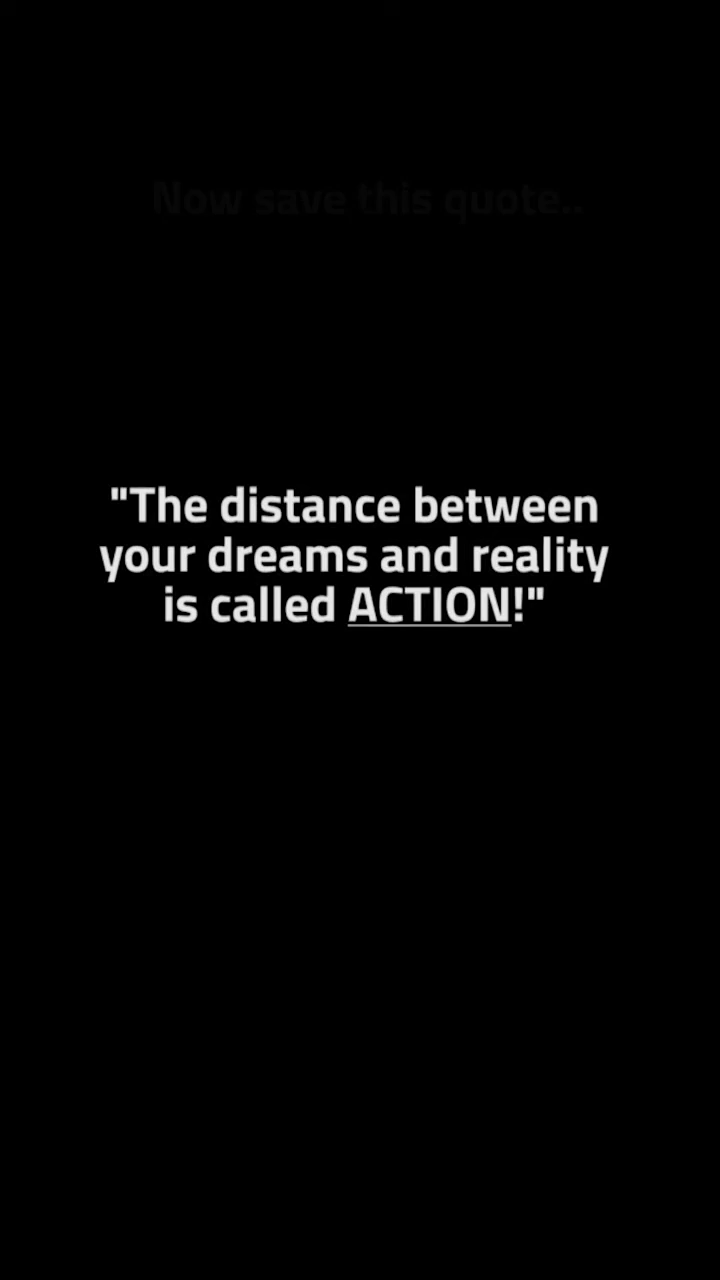 Now save this quote..
"The distance between
your dreams and reality
is called ACTION!"